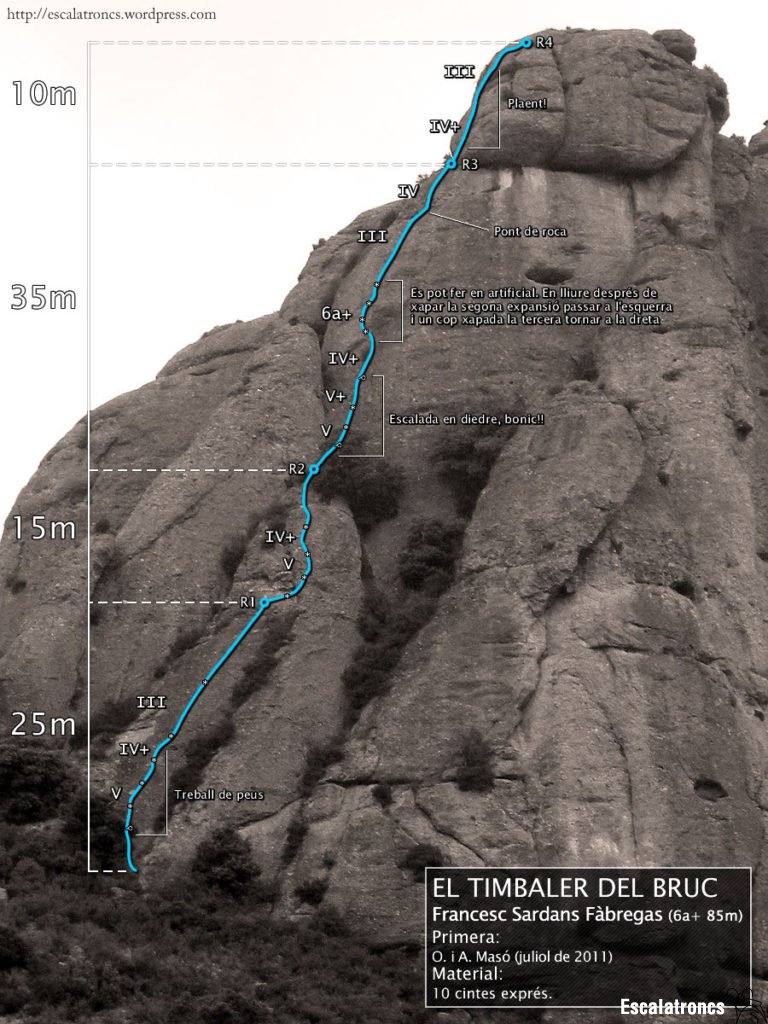 http://escalatroncs.wordpress.com
R4
III
10m
Plaent!
IV+
R3
IV
Pont de roca
III
Es pot fer en artificial. En lliure després de
xapar la segona expansió passar a l'esquerra
i un cop xapada la tercera tornar a la dreta
35m
6a+
IV+
V+
Escalada en diedre, bonic!!
V
R2
15m
IV+
V
R1
III
25m
IV+
V
Treball de peus
EL TIMBALER DEL BRUC
Francesc Sardans Fàbregas (6a+ 85m)
Primera:
O. i A. Masó (juliol de 2011)
Material:
10 cintes exprés.
Escalatroncs